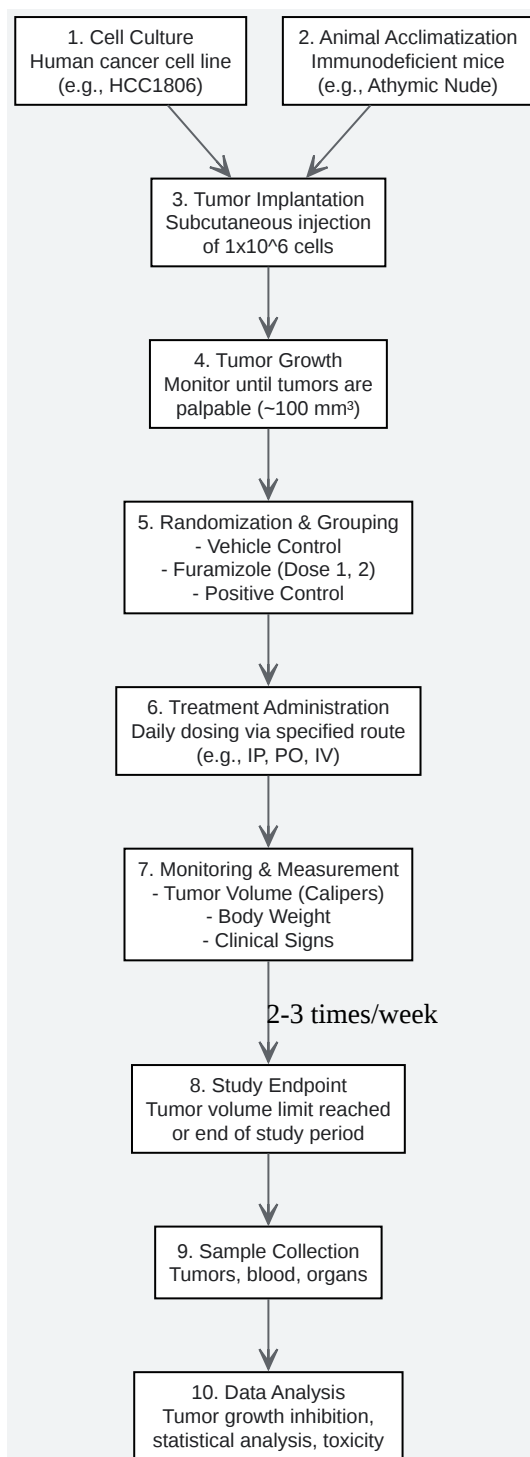 1. Cell Culture
Human cancer cell line
(e.g., HCC1806)
2. Animal Acclimatization
Immunodeficient mice
(e.g., Athymic Nude)
3. Tumor Implantation
Subcutaneous injection
of 1x10^6 cells
4. Tumor Growth
Monitor until tumors are
palpable (~100 mm³)
5. Randomization & Grouping
- Vehicle Control
- Furamizole (Dose 1, 2)
- Positive Control
6. Treatment Administration
Daily dosing via specified route
(e.g., IP, PO, IV)
7. Monitoring & Measurement
- Tumor Volume (Calipers)
- Body Weight
- Clinical Signs
2-3 times/week
8. Study Endpoint
Tumor volume limit reached
or end of study period
9. Sample Collection
Tumors, blood, organs
10. Data Analysis
Tumor growth inhibition,
statistical analysis, toxicity